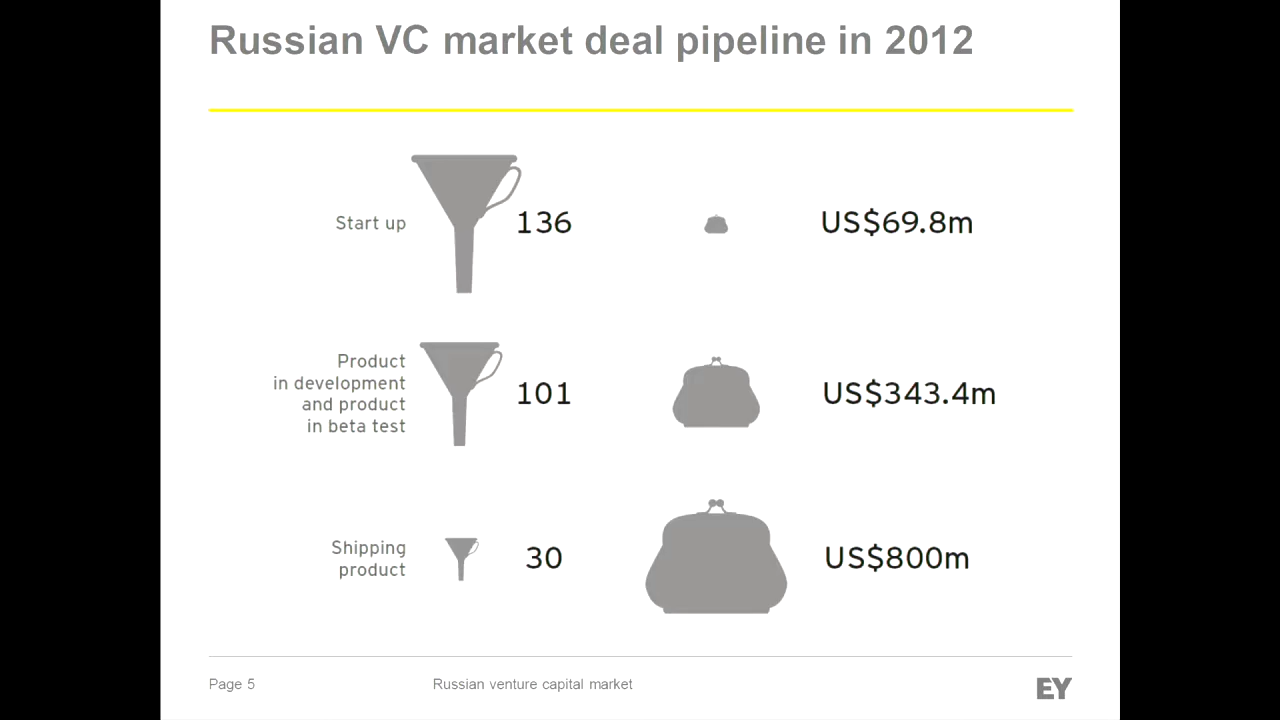 Russian VC market deal pipeline in 2012
Start up
136
US$69.8m
Product
in development
and product
in beta test
101
US$343.4m
Shipping
product
30
US$800m
Page 5
Russian venture capital market
EY